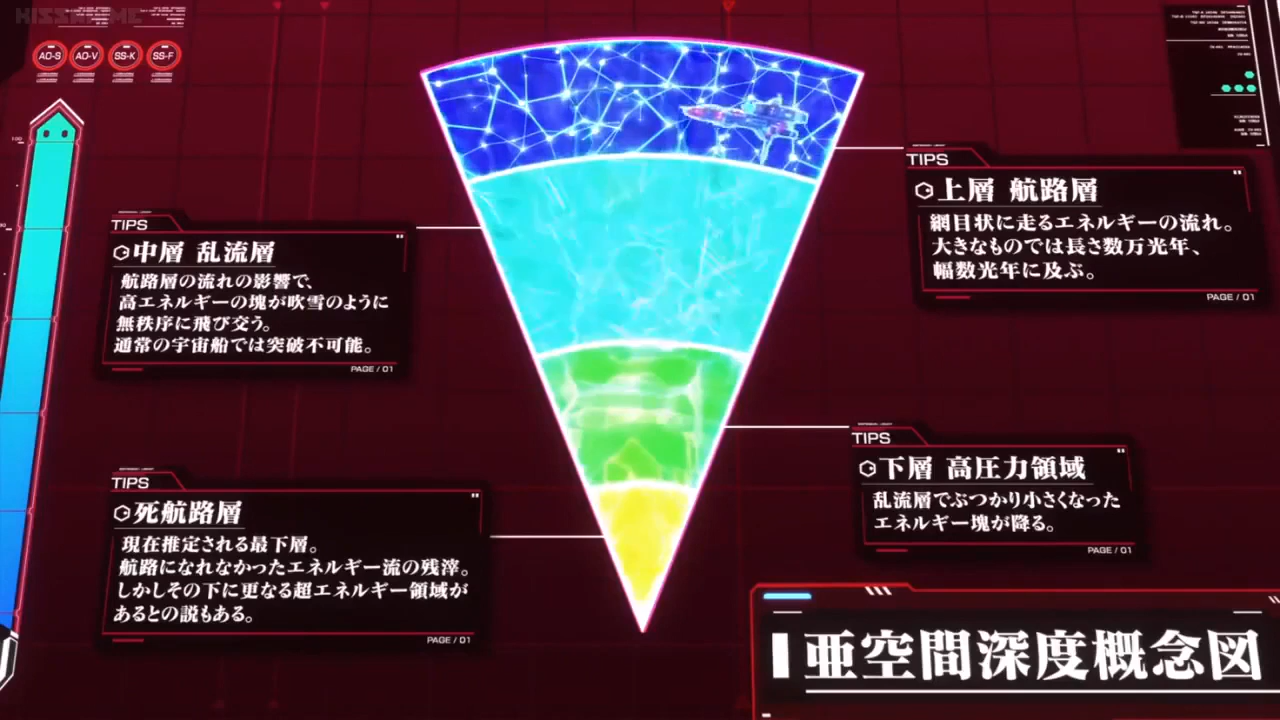 HISSIZAME
AO-S AO-V SS-K SS-F
100
TIPS
上層 航路層
網目状に走るエネルギーの流れ。
大きなものでは長さ数万光年、
幅数光年に及ぶ。
PAGE / 01
TIPS
中層 乱流層
航路層の流れの影響で、
高エネルギーの塊が吹雪のように
無秩序に飛び交う。
通常の宇宙船では突破不可能。
PAGE / 01
TIPS
下層 高圧力領域
乱流層でぶつかり小さくなった
エネルギー塊が降る。
PAGE / 01
TIPS
死航路層
現在推定される最下層。
航路になれなかったエネルギー流の残滓。
しかしその下に更なる超エネルギー領域が
あるとの説もある。
PAGE / 01
亜空間深度概念図